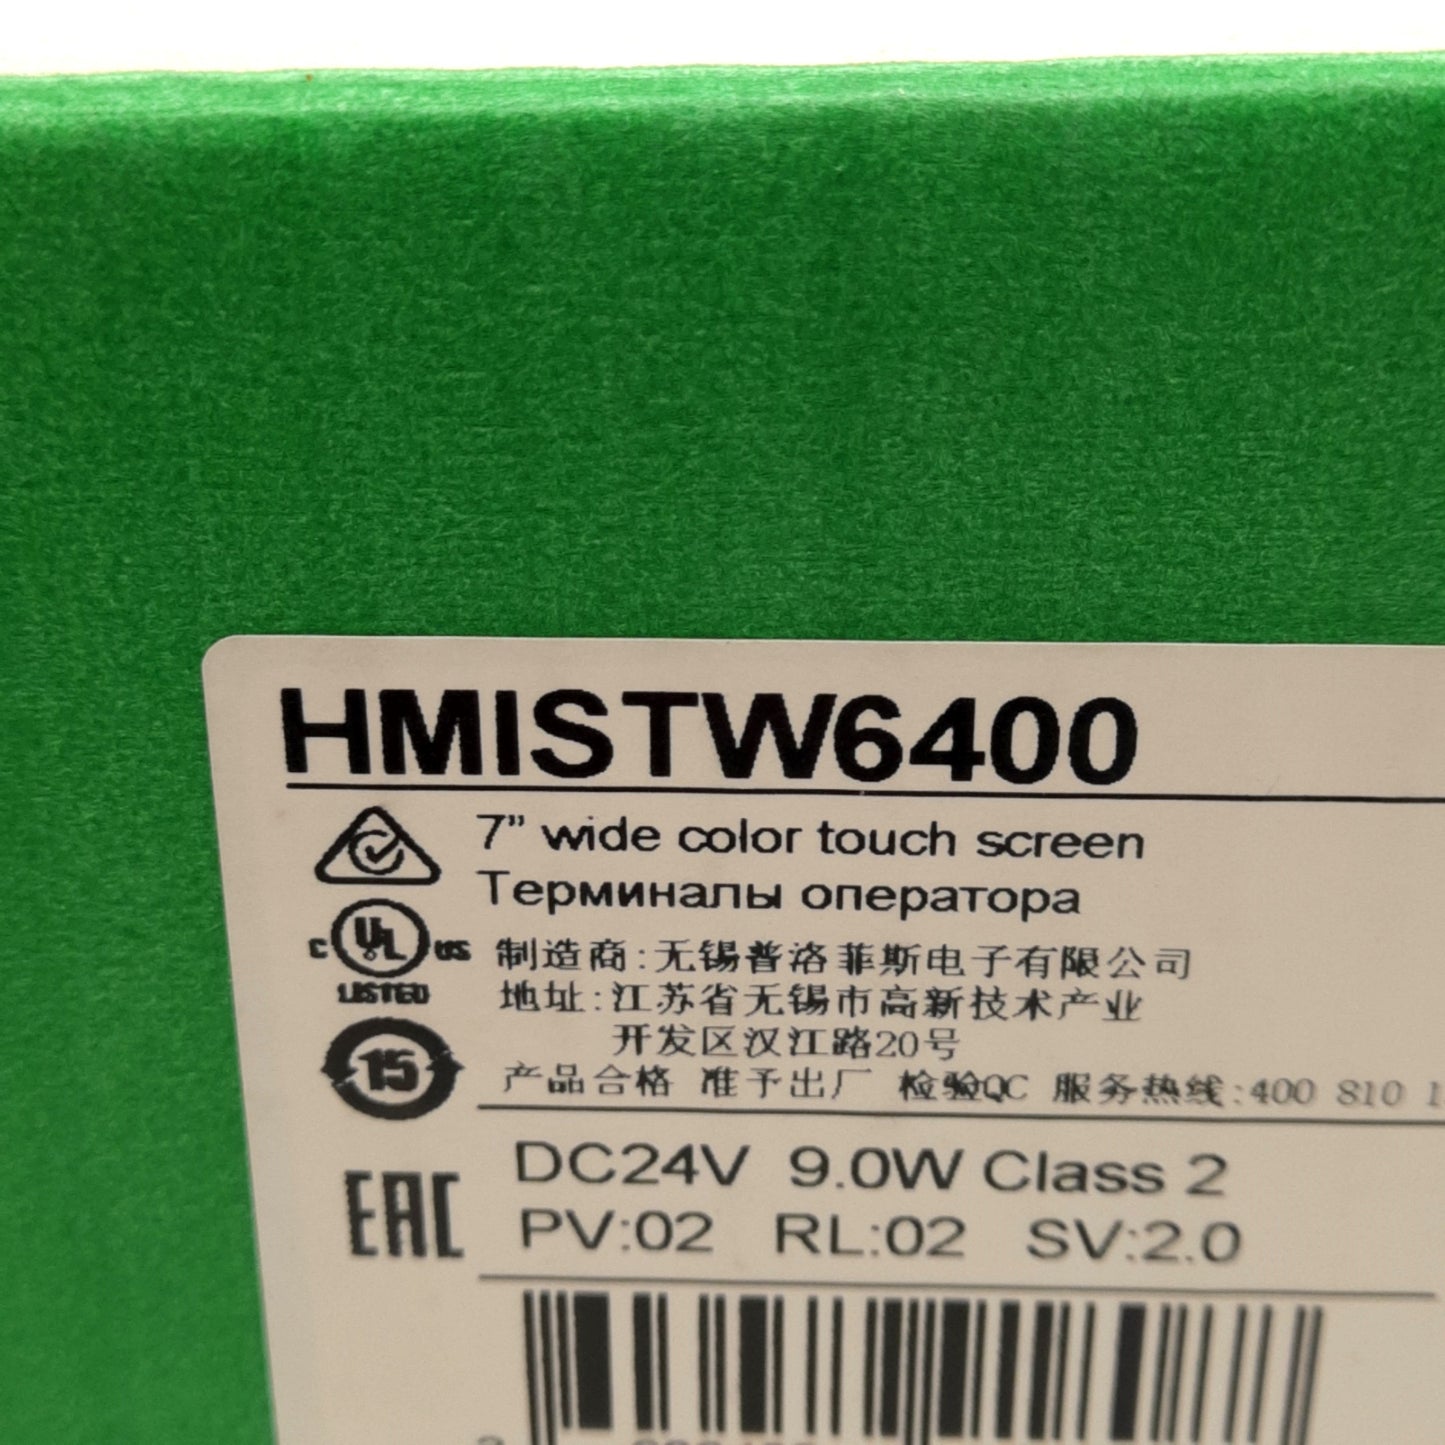 HMISTW6400
7” wide color touch screen
Терминалы оператора
C UL US
LISTED
制造商:无锡普洛菲斯电子有限公司
地址:江苏省无锡市高新技术产业
开发区汉江路20号
15
产品合格 准予出厂 检验QC 服务热线:400 810 1
EAC
DC24V 9.0W Class 2
PV:02 RL:02 SV:2.0